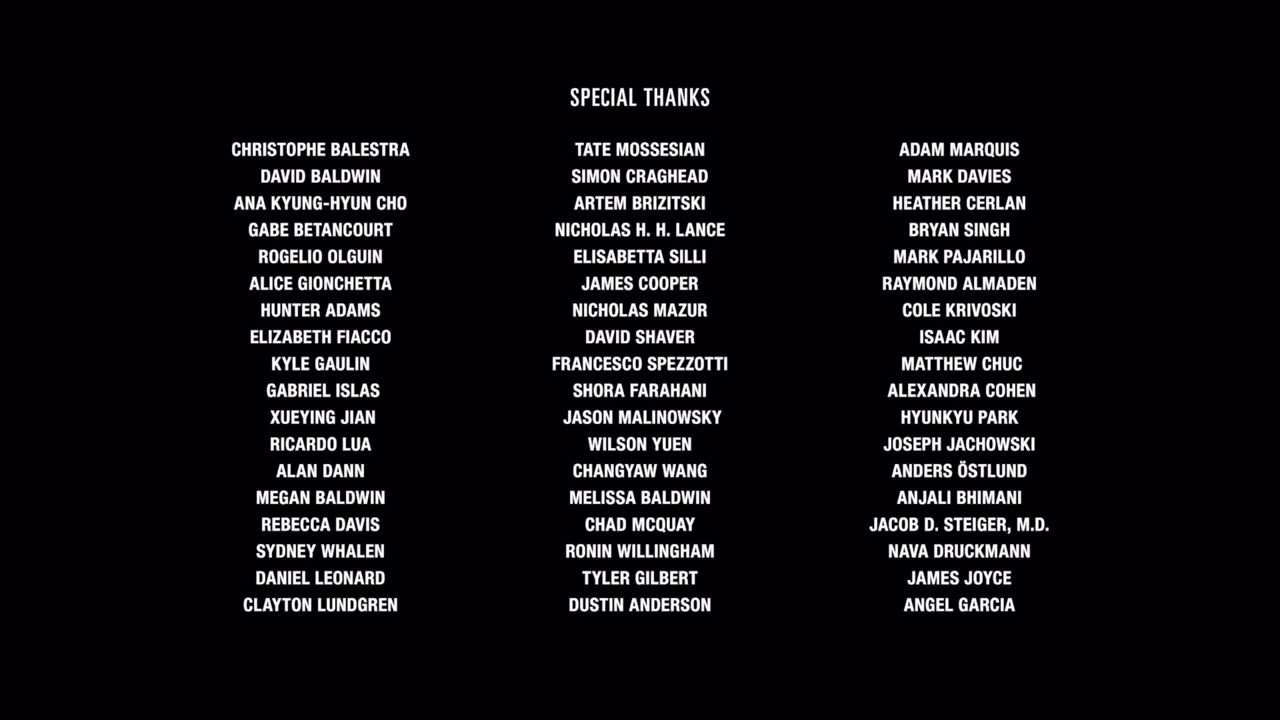 SPECIAL THANKS
CHRISTOPHE BALESTRA
DAVID BALDWIN
ANA KYUNG-HYUN CHO
GABE BETANCOURT
ROGELIO OLGUIN
ALICE GIONCHETTA
HUNTER ADAMS
ELIZABETH FIACCO
KYLE GAULIN
GABRIEL ISLAS
XUEYING JIAN
RICARDO LUA
ALAN DANN
MEGAN BALDWIN
REBECCA DAVIS
SYDNEY WHALEN
DANIEL LEONARD
CLAYTON LUNDGREN
TATE MOSSESIAN
SIMON CRAGHEAD
ARTEM BRIZITSKI
NICHOLAS H. H. LANCE
ELISABETTA SILLI
JAMES COOPER
NICHOLAS MAZUR
DAVID SHAVER
FRANCESCO SPEZZOTTI
SHORA FARAHANI
JASON MALINOWSKY
WILSON YUEN
CHANGYAW WANG
MELISSA BALDWIN
CHAD MCQUAY
RONIN WILLINGHAM
TYLER GILBERT
DUSTIN ANDERSON
ADAM MARQUIS
MARK DAVIES
HEATHER CERLAN
BRYAN SINGH
MARK PAJARILLO
RAYMOND ALMADEN
COLE KRIVOSKI
ISAAC KIM
MATTHEW CHUC
ALEXANDRA COHEN
HYUNKYU PARK
JOSEPH JACHOWSKI
ANDERS ÖSTLUND
ANJALI BHIMANI
JACOB D. STEIGER, M.D.
NAVA DRUCKMANN
JAMES JOYCE
ANGEL GARCIA